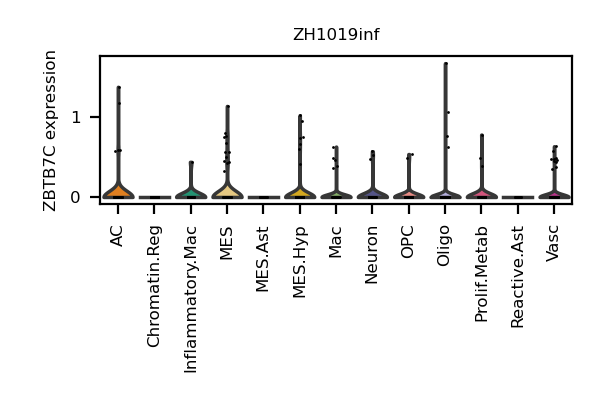 ZH1019inf
ZBTB7C expression
1
0
AC
Chromatin.Reg
Inflammatory.Mac
MES
MES.Ast
MES.Hyp
Mac
Neuron
OPC
Oligo
Prolif.Metab
Reactive.Ast
Vasc